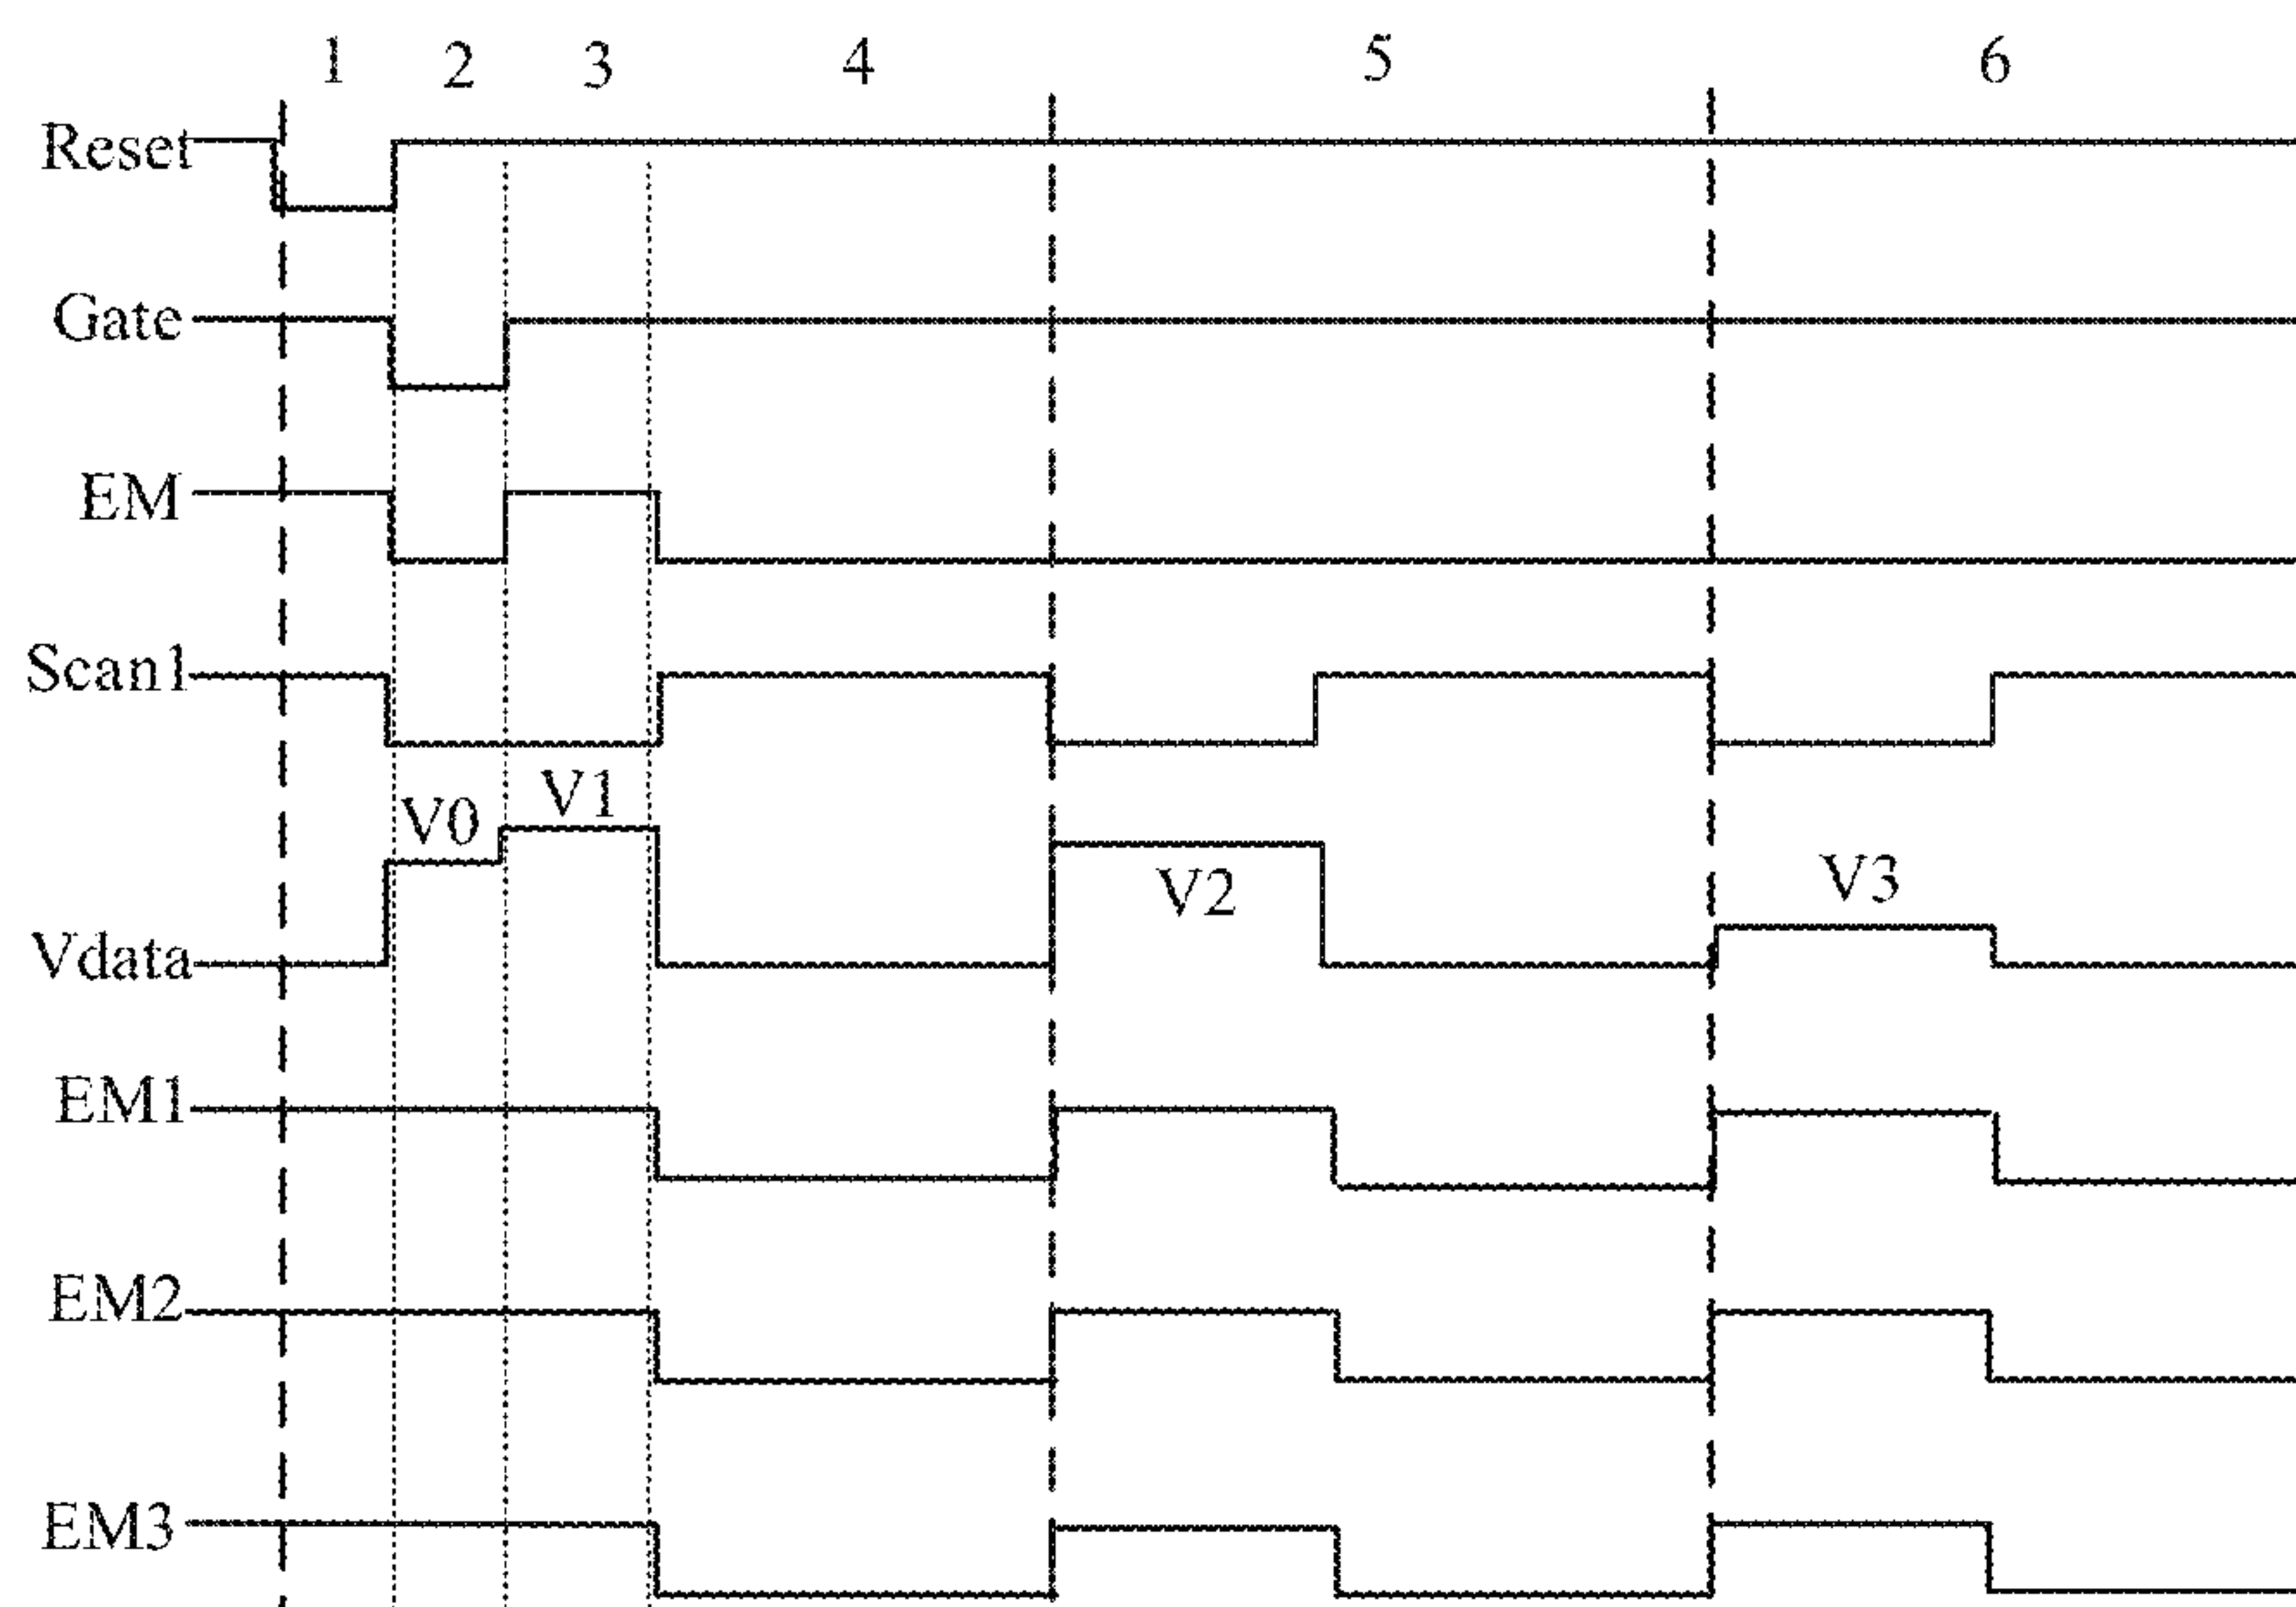 1 2 3 4 5 6
Reset
Gate
EM
Scan1
V0 V1
V2 V3
Vdata
EM1
EM2
EM3